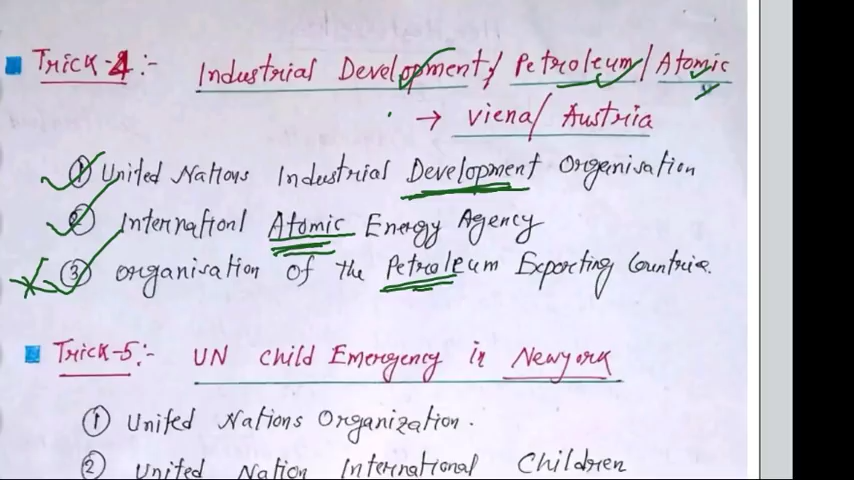 Trick-4:- Industrial Development / Petroleum / Atomic
→ viena / Austria
① United Nations Industrial Development Organisation
② Internationl Atomic Energy Agency
③ organisation of the Petroleum Exporting Countries.
Trick-5:- UN Child Emergency in Newyork
① United Nations Organization.
② United Nation International Children